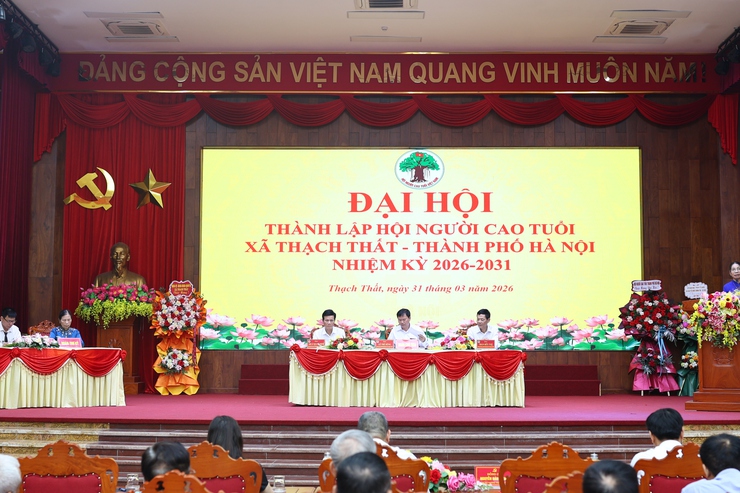 ĐẢNG CỘNG SẢN VIỆT NAM QUANG VINH MUÔN NĂM
ĐẠI HỘI
THÀNH LẬP HỘI NGƯỜI CAO TUỔI
XÃ THẠCH THẤT - THÀNH PHỐ HÀ NỘI
NHIỆM KỲ 2026-2031
Thạch Thất, ngày 31 tháng 03 năm 2026